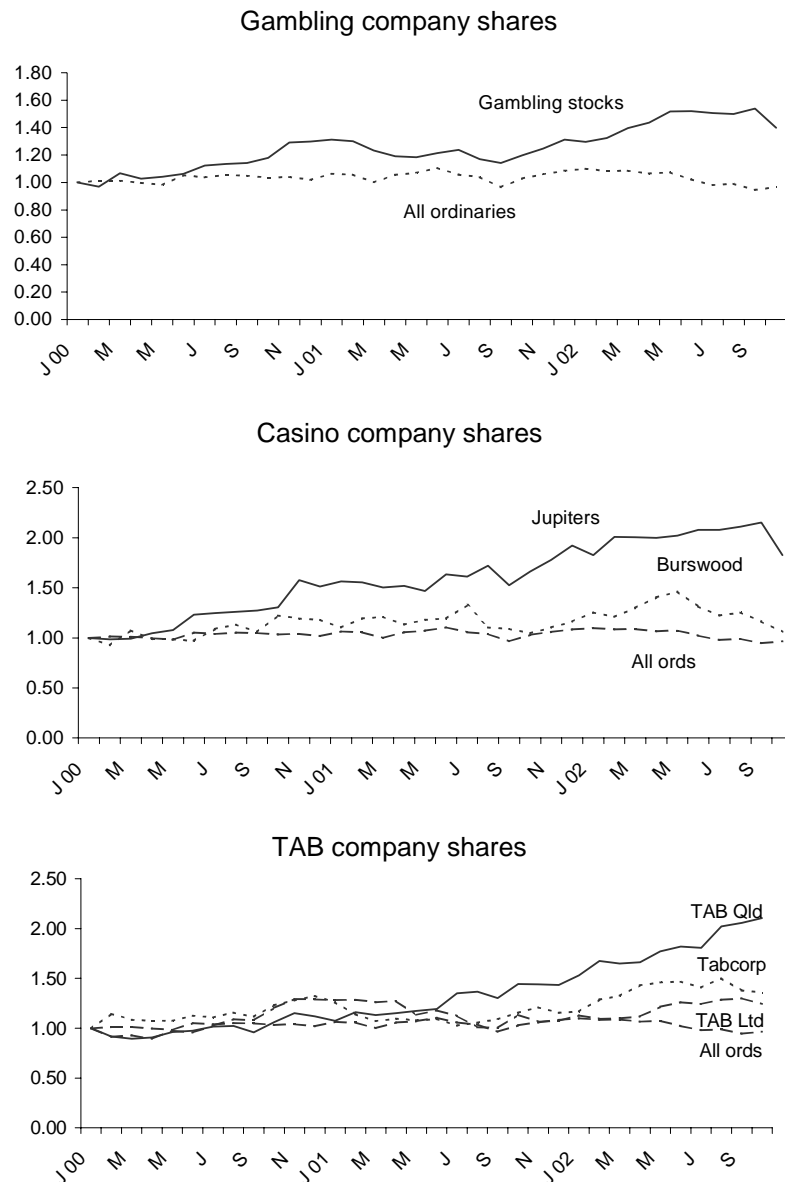 Gambling company shares
1.80
1.60
1.40
1.20
1.00
0.80
0.60
0.40
0.20
0.00
Gambling stocks
All ordinaries
J 00 M M J S N J 01 M M J S N J 02 M M J S
Casino company shares
2.50
2.00
1.50
1.00
0.50
0.00
Jupiters
Burswood
All ords
J 00 M M J S N J 01 M M J S N J 02 M M J S
TAB company shares
2.50
2.00
1.50
1.00
0.50
0.00
TAB Qld
Tabcorp
TAB Ltd
All ords
J 00 M M J S N J 01 M M J S N J 02 M M J S